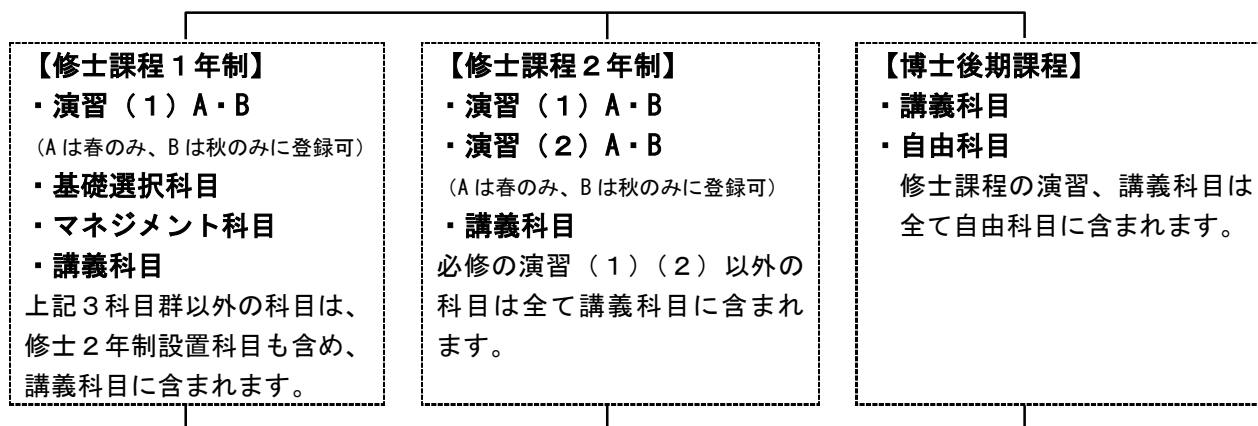 【修士課程１年制】
・演習（１）A・B
（A は春のみ、B は秋のみに登録可）
・基礎選択科目
・マネジメント科目
・講義科目
上記３科目群以外の科目は、
修士２年制設置科目も含め、
講義科目に含まれます。
【修士課程２年制】
・演習（１）A・B
・演習（２）A・B
（A は春のみ、B は秋のみに登録可）
・講義科目
必修の演習（１）（２）以外の
科目は全て講義科目に含まれ
ます。
【博士後期課程】
・講義科目
・自由科目
修士課程の演習、講義科目は
全て自由科目に含まれます。